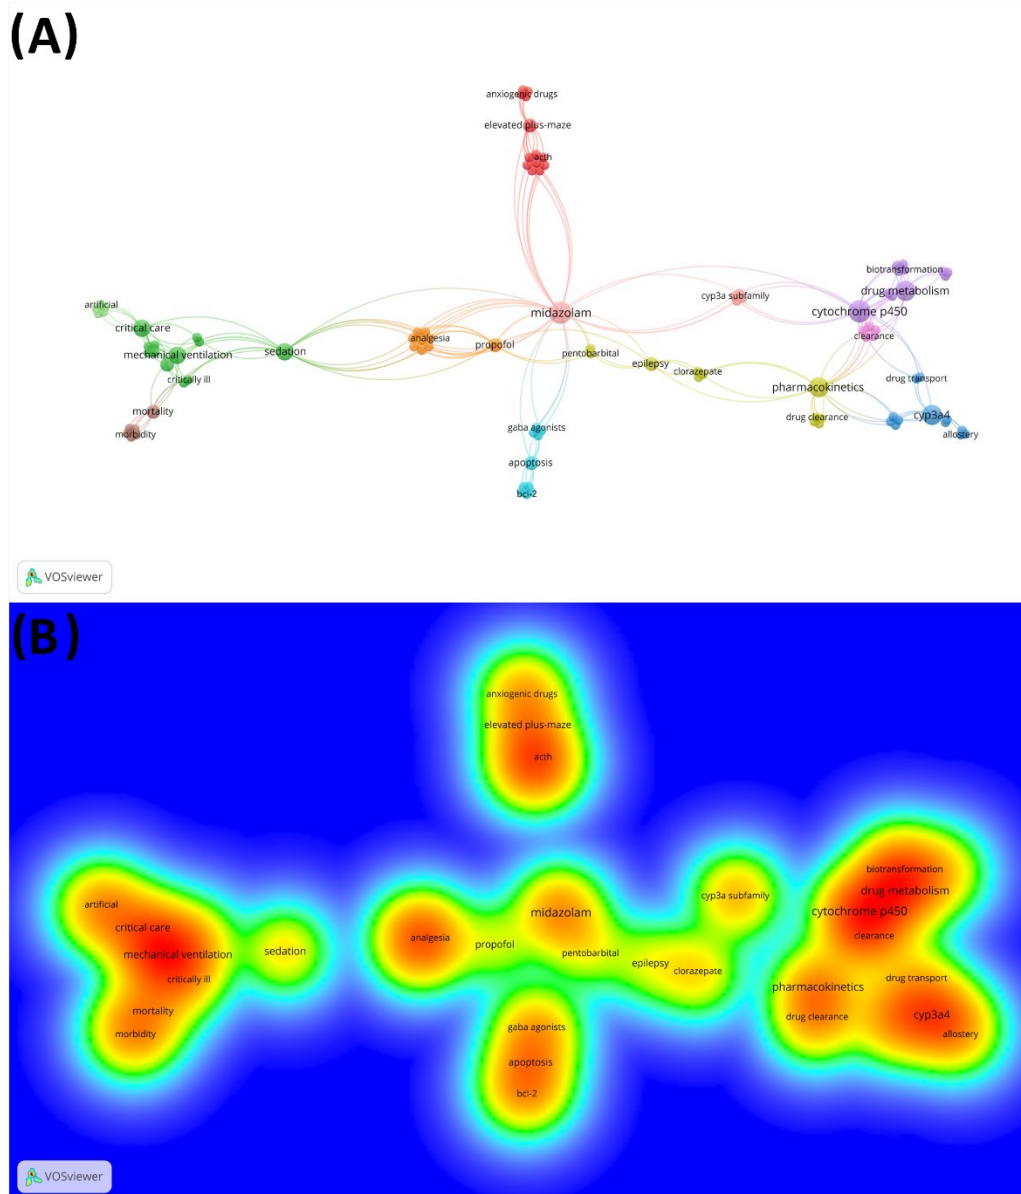 (A)
anxiogenic drugs
elevated plus-maze
acth
biotransformation
drug metabolism
cyp3a subfamily
artificial
cytochrome p450
midazolam
critical care
clearance
analgesia
propofol
sedation
pentobarbital
mechanical ventilation
epilepsy
clorazepate
critically ill
drug transport
pharmacokinetics
mortality
cyp3a4
drug clearance
gaba agonists
morbidity
allostery
apoptosis
bcl-2
VOSviewer
(B)
anxiogenic drugs
elevated plus-maze
acth
biotransformation
drug metabolism
cyp3a subfamily
artificial
cytochrome p450
midazolam
critical care
clearance
analgesia
propofol
sedation
pentobarbital
mechanical ventilation
epilepsy
clorazepate
critically ill
drug transport
pharmacokinetics
mortality
cyp3a4
drug clearance
gaba agonists
morbidity
allostery
apoptosis
bcl-2
VOSviewer